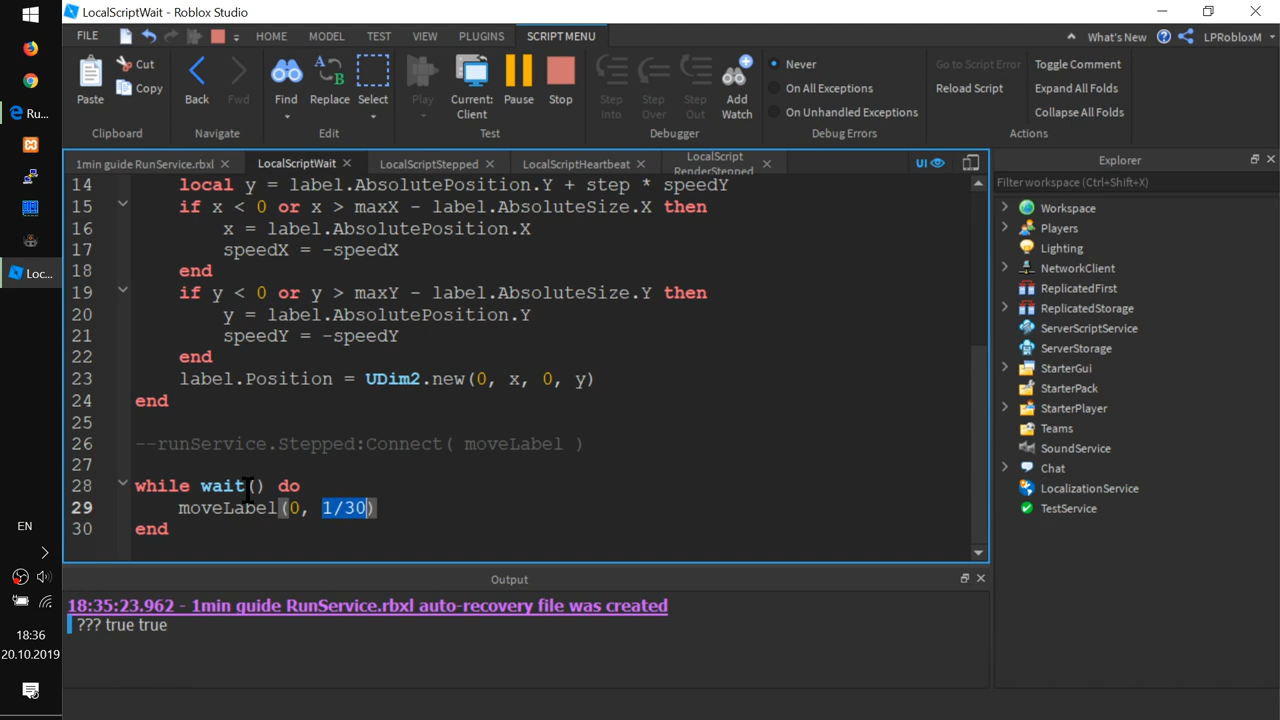 LocalScriptWait - Roblox Studio
FILE
HOME
MODEL
TEST
VIEW
PLUGINS
SCRIPT MENU
What's New
LPRobloxM
Paste
Cut
Copy
Clipboard
Back
Fwd
Navigate
Find
Replace
Select
Edit
Play
Current:
Client
Pause
Stop
Test
Step
Into
Step
Over
Step
Out
Add
Watch
Debugger
Never
On All Exceptions
On Unhandled Exceptions
Debug Errors
Go to Script Error
Reload Script
Toggle Comment
Expand All Folds
Collapse All Folds
Actions
1min guide RunService.rbxl
LocalScriptWait
LocalScriptStepped
LocalScriptHeartbeat
LocalScript
RenderStepped
UI
14 local y = label.AbsolutePosition.Y + step * speedY
15 if x < 0 or x > maxX - label.AbsoluteSize.X then
16 x = label.AbsolutePosition.X
17 speedX = -speedX
18 end
19 if y < 0 or y > maxY - label.AbsoluteSize.Y then
20 y = label.AbsolutePosition.Y
21 speedY = -speedY
22 end
23 label.Position = UDim2.new(0, x, 0, y)
24 end
25
26 --runService.Stepped:Connect( moveLabel )
27
28 while wait() do
29 moveLabel(0, 1/30)
30 end
Explorer
Filter workspace (Ctrl+Shift+X)
Workspace
Players
Lighting
NetworkClient
ReplicatedFirst
ReplicatedStorage
ServerScriptService
ServerStorage
StarterGui
StarterPack
StarterPlayer
Teams
SoundService
Chat
LocalizationService
TestService
Output
18:35:23.962 - 1min guide RunService.rbxl auto-recovery file was created
??? true true
Ru...
Loc...
EN
18:36
20.10.2019